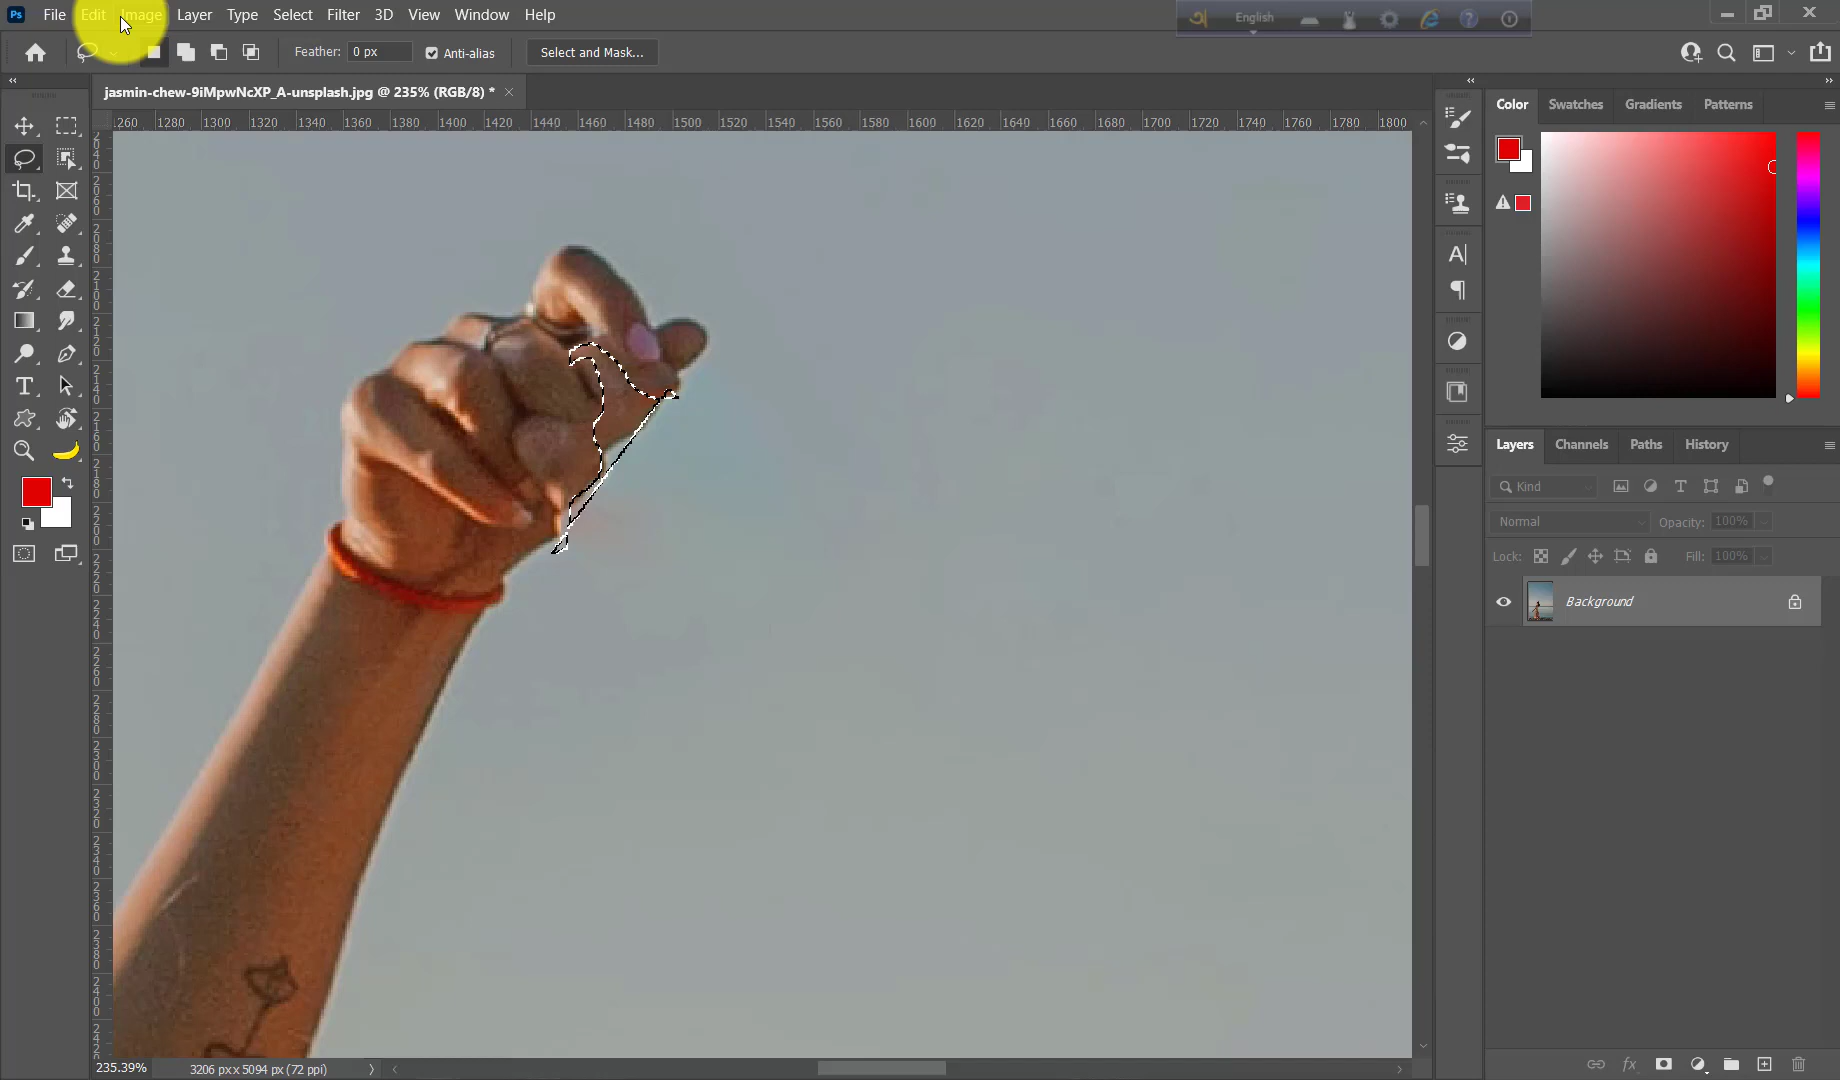 Ps File Edit Image Layer Type Select Filter 3D View Window Help
English
Feather: 0 px Anti-alias Select and Mask...
jasmin-chew-9iMpwNcXP_A-unsplash.jpg @ 235% (RGB/8) * ×
1260 1280 1300 1320 1340 1360 1380 1400 1420 1440 1460 1480 1500 1520 1540 1560 1580 1600 1620 1640 1660 1680 1700 1720 1740 1760 1780 1800
Color Swatches Gradients Patterns
Layers Channels Paths History
Kind
Normal Opacity: 100%
Lock: Fill: 100%
Background
235.39% 3206 px x 5094 px (72 ppi)